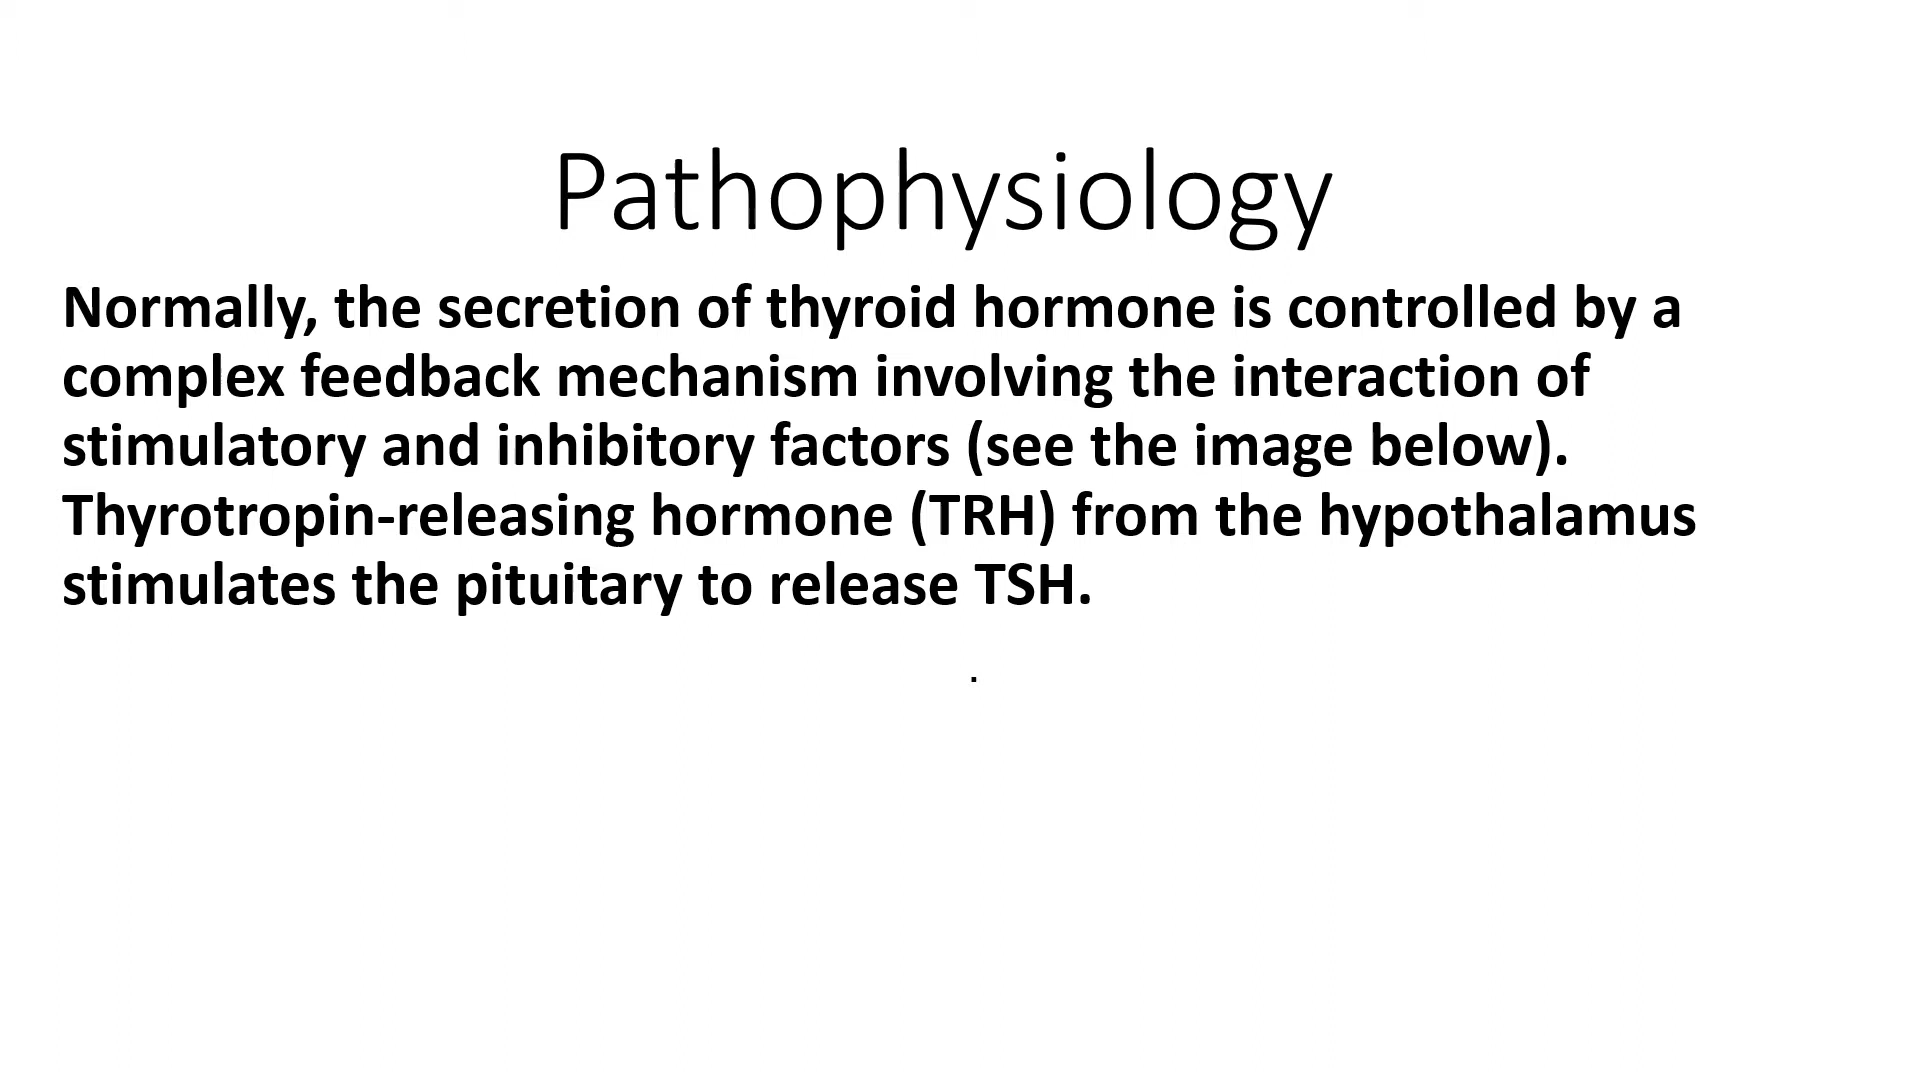 Pathophysiology
Normally, the secretion of thyroid hormone is controlled by a
complex feedback mechanism involving the interaction of
stimulatory and inhibitory factors (see the image below).
Thyrotropin-releasing hormone (TRH) from the hypothalamus
stimulates the pituitary to release TSH.
.